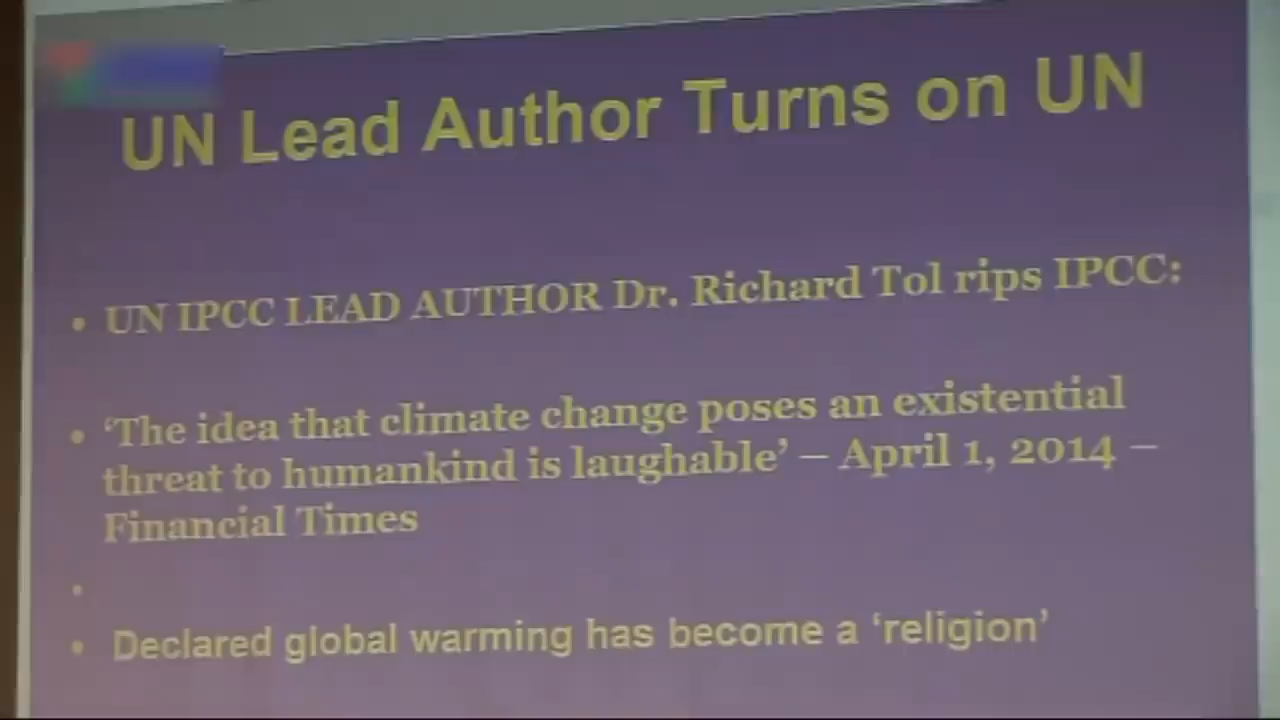 UN Lead Author Turns on UN
• UN IPCC LEAD AUTHOR Dr. Richard Tol rips IPCC:
• ‘The idea that climate change poses an existential
threat to humankind is laughable’ – April 1, 2014 –
Financial Times
•
• Declared global warming has become a ‘religion’